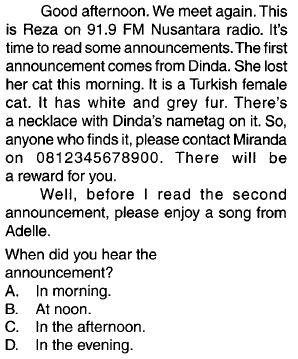 Good afternoon. We meet again. This
is Reza on 91.9 FM Nusantara radio. It's
time to read some announcements. The first
announcement comes from Dinda. She lost
her cat this morning. It is a Turkish female
cat. It has white and grey fur. There's
a necklace with Dinda's nametag on it. So,
anyone who finds it, please contact Miranda
on 0812345678900. There will be
a reward for you.
Well, before I read the second
announcement, please enjoy a song from
Adelle.
When did you hear the
announcement?
A. In morning.
B. At noon.
C. In the afternoon.
D. In the evening.